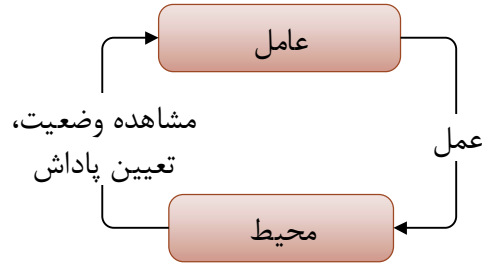 عامل
مشاهده وضعیت،
تعیین پاداش
عمل
محیط